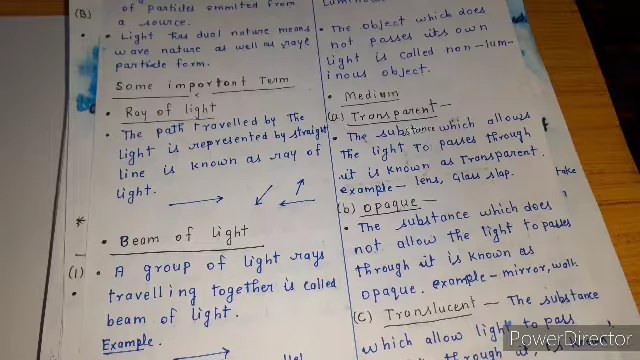 of particles ommited from
(B) a source.
• Light has dual nature means
wave nature as well as raye
particle form.
Some important Term
• Ray of light
• The path travelled by the
light is represented by straight
line is known as ray of
light.
*
• Beam of light
(1) • A group of light rays
travelling together is called
beam of light.
Example.
• The object which does
not passes its own
light is called non-lum-
inous object.
• Medium
(a) Transparent -
• The substance which allows
the light to passes through
it is known as Transparent.
example - lens, Glass slap.
(b) opaque -
• The substance which does
not allow the light to passes
through it is known as
opaque. example - mirror, walk.
(C) Translucent - The substance
which allow light to pass
through it
take
PowerDirector